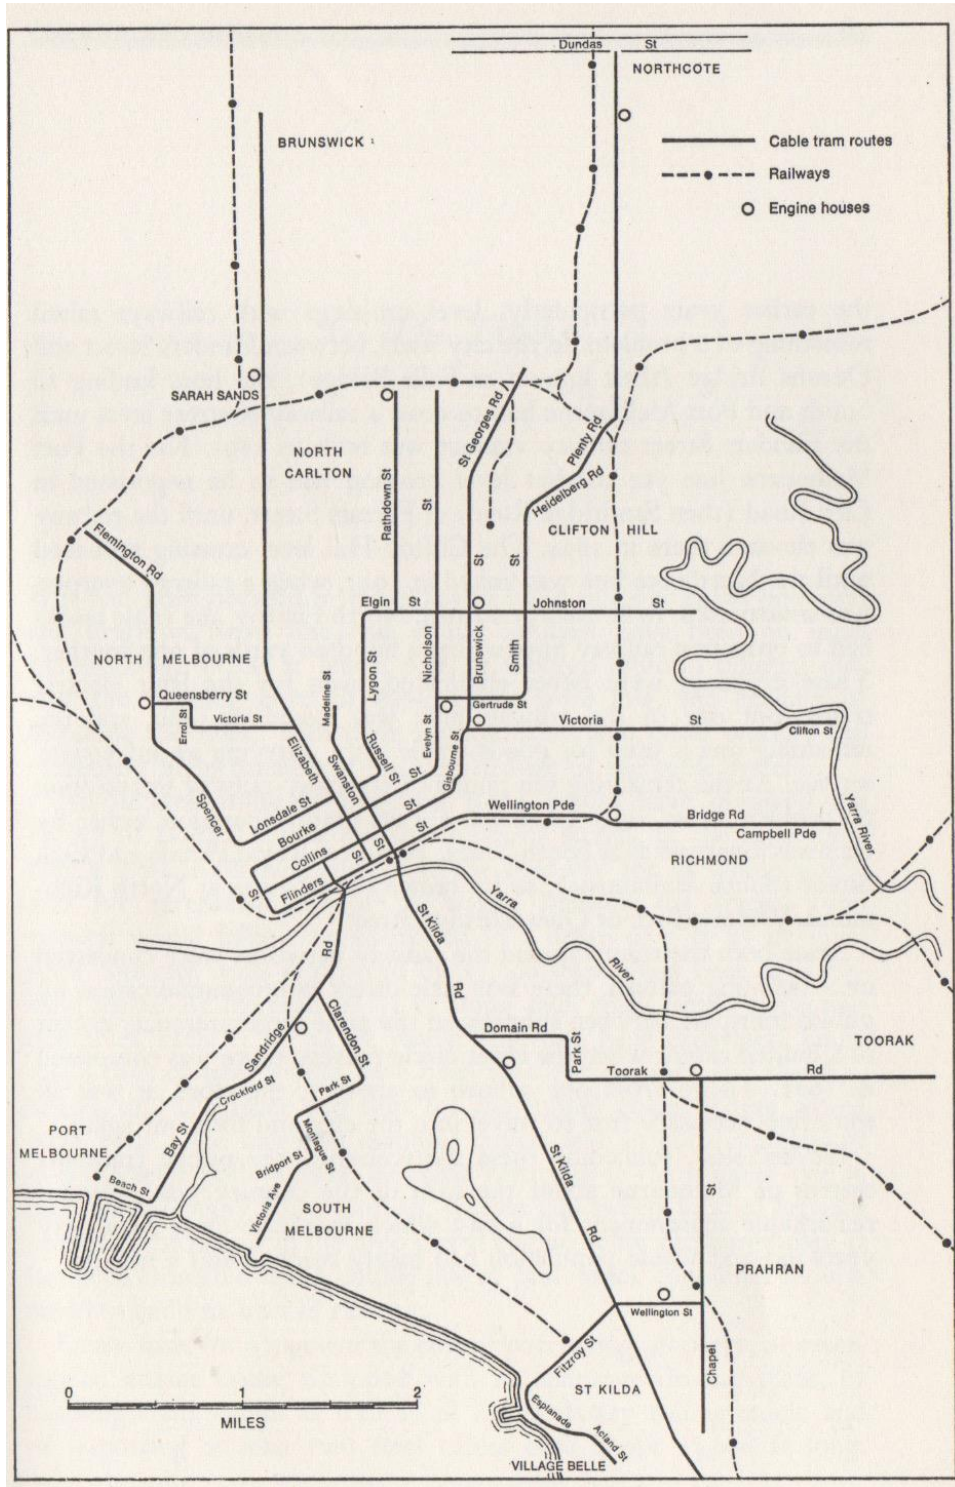 Dundas St
NORTHCOTE
BRUNSWICK
Cable tram routes
Railways
Engine houses
SARAH SANDS
NORTH
CARLTON
Rathdown St
St
St Georges Rd
Plenty Rd
Heidelberg Rd
CLIFTON HILL
Flemington Rd
Elgin St
Johnston St
St
St
NORTH MELBOURNE
Queensberry St
Errol St
Victoria St
Madeline St
Lygon St
Nicholson
Brunswick
Smith
Gertrude St
Victoria St
Clifton St
Elizabeth
Swanston
Russell St
Evelyn St
Gisbourne St
Spencer
Lonsdale St
Bourke St
Collins St
Flinders
St
St
St
Wellington Pde
Bridge Rd
Campbell Pde
RICHMOND
Yarra River
Yarra
River
St Kilda
Rd
Rd
Sandridge
Clarendon St
Crockford St
Park St
Domain Rd
Park St
Toorak Rd
TOORAK
PORT
MELBOURNE
Bay St
Beach St
Montague St
Bridport St
Victoria Ave
SOUTH
MELBOURNE
St Kilda
Rd
St
PRAHRAN
Wellington St
Chapel
Fitzroy St
ST KILDA
Esplanade
Acland St
VILLAGE BELLE
0 1 2
MILES